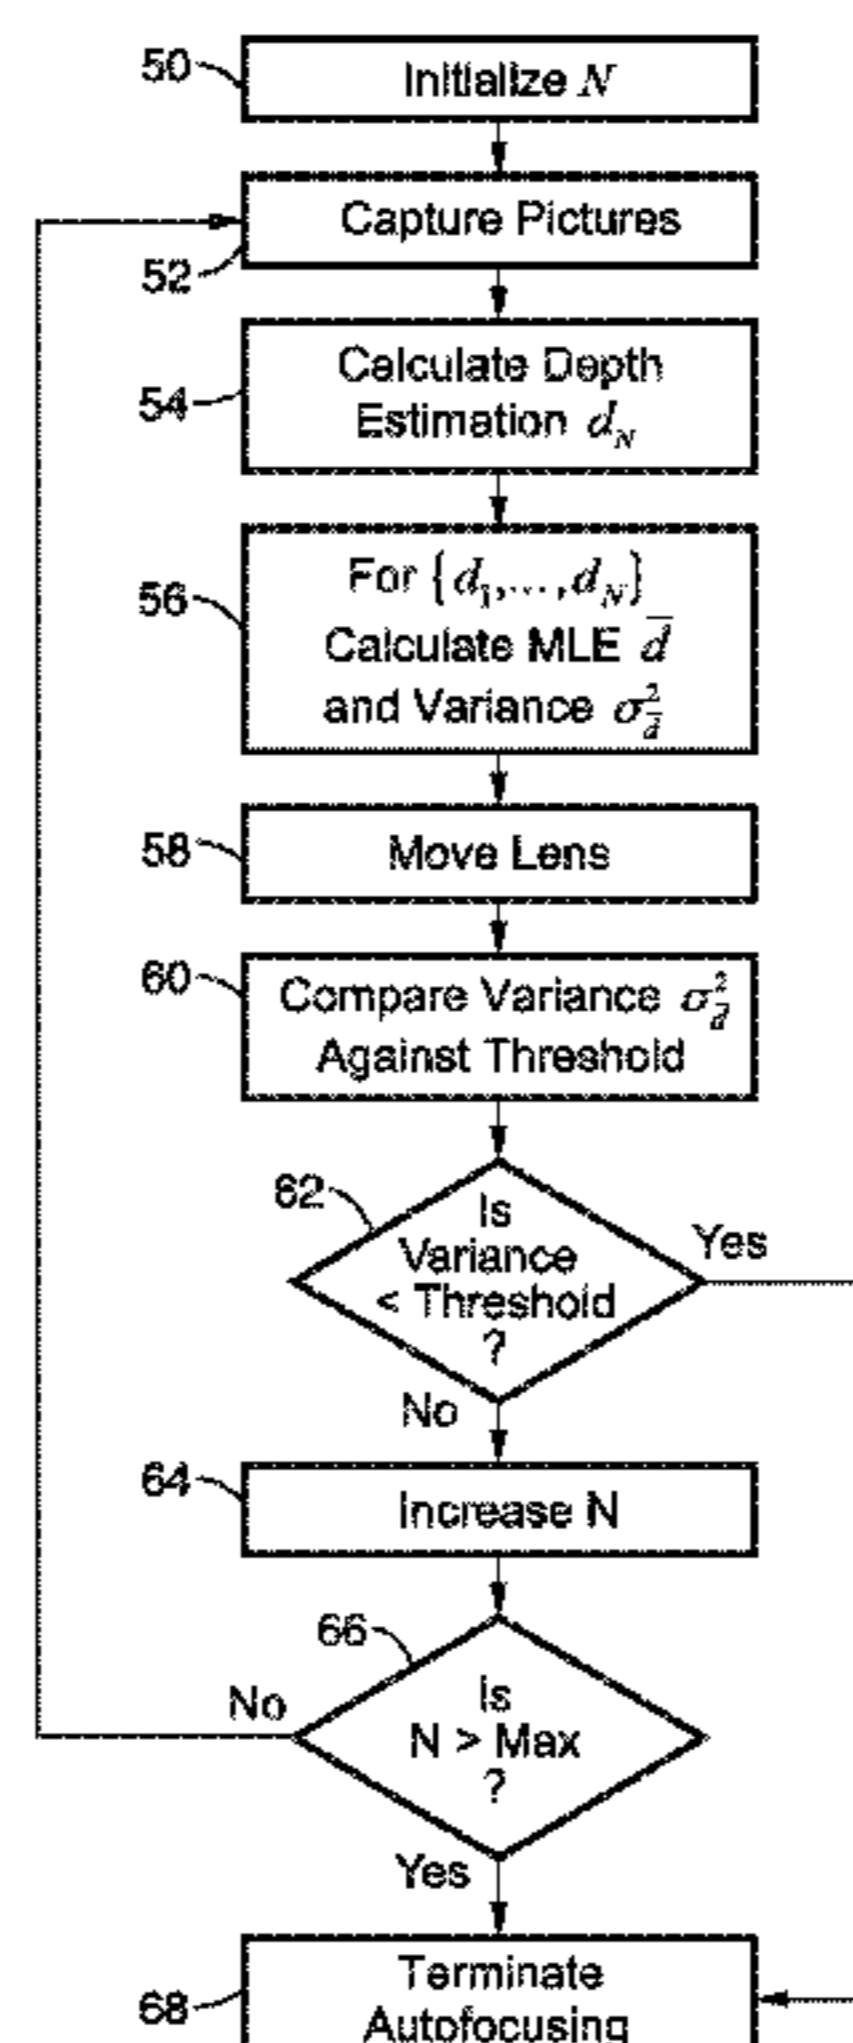 50
Initialize N
Capture Pictures
52
Calculate Depth
54
Estimation d_N
For {d_1,...,d_N}
56
Calculate MLE d̅
and Variance σ²_d̅
58
Move Lens
60
Compare Variance σ²_d̅
Against Threshold
62
Is
Variance
< Threshold
?
Yes
No
64
Increase N
66
Is
N > Max
?
No
Yes
Terminate
68
Autofocusing